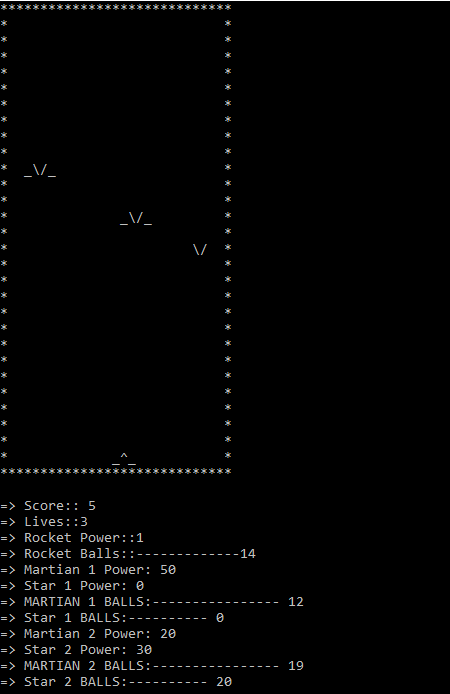 *****************************
_\/_
_\/_
\/
_^_
*****************************
=> Score:: 5
=> Lives::3
=> Rocket Power::1
=> Rocket Balls::-------------14
=> Martian 1 Power: 50
=> Star 1 Power: 0
=> MARTIAN 1 BALLS:---------------- 12
=> Star 1 BALLS:---------- 0
=> Martian 2 Power: 20
=> Star 2 Power: 30
=> MARTIAN 2 BALLS:---------------- 19
=> Star 2 BALLS:---------- 20